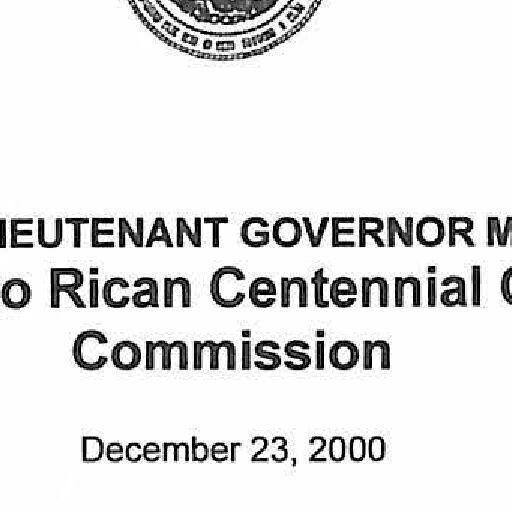 IEUTENANT GOVERNOR M
o Rican Centennial C
Commission
December 23, 2000